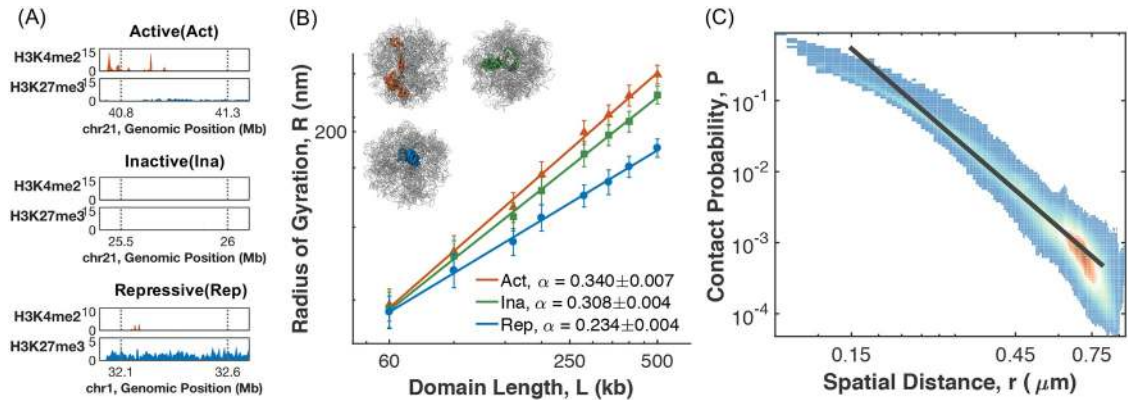 (A)
Active(Act)
H3K4me2
15
0
H3K27me3
15
0
40.8
41.3
chr21, Genomic Position (Mb)
Inactive(Ina)
H3K4me2
15
0
H3K27me3
15
0
25.5
26
chr21, Genomic Position (Mb)
Repressive(Rep)
H3K4me2
10
0
H3K27me3
5
0
32.1
32.6
chr1, Genomic Position (Mb)
(B)
Radius of Gyration, R (nm)
200
Act, α = 0.340±0.007
Ina, α = 0.308±0.004
Rep, α = 0.234±0.004
60
250
500
Domain Length, L (kb)
(C)
Contact Probability, P
10⁻¹
10⁻²
10⁻³
10⁻⁴
0.15
0.45
0.75
Spatial Distance, r ( μm)